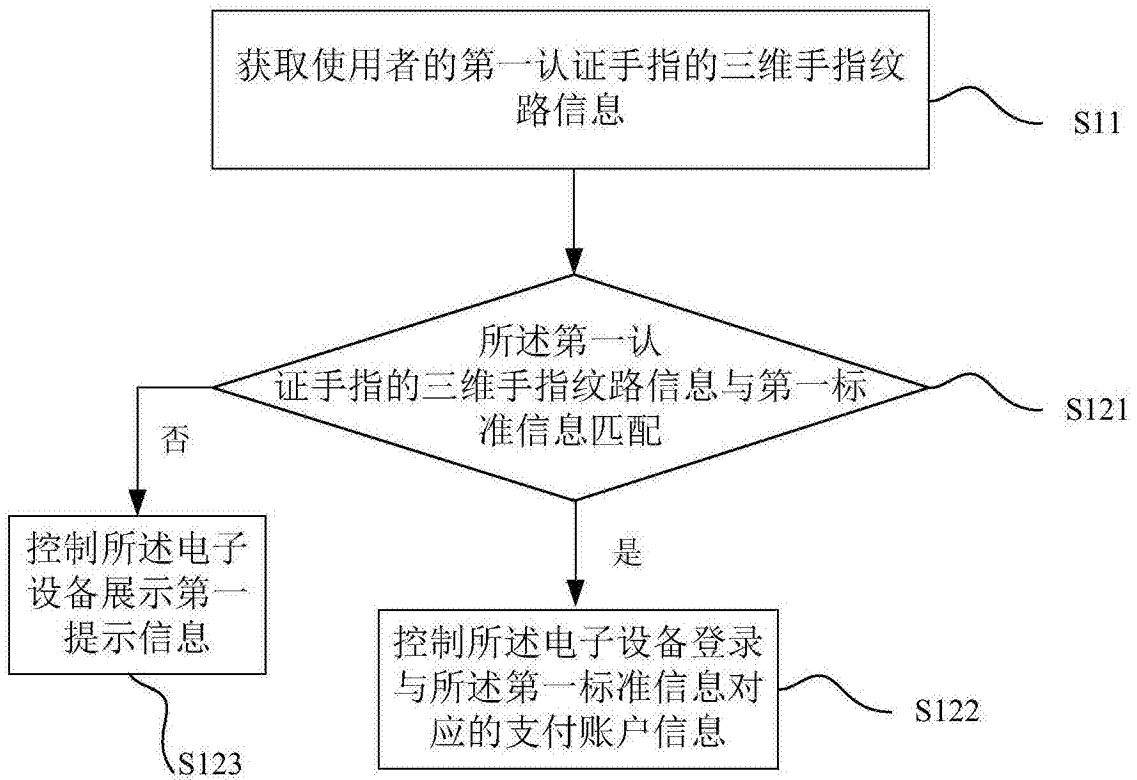 获取使用者的第一认证手指的三维手指纹
路信息
S11
所述第一认
证手指的三维手指纹路信息与第一标
准信息匹配
S121
否
是
控制所述电子
设备展示第一
提示信息
S123
控制所述电子设备登录
与所述第一标准信息对
应的支付账户信息
S122